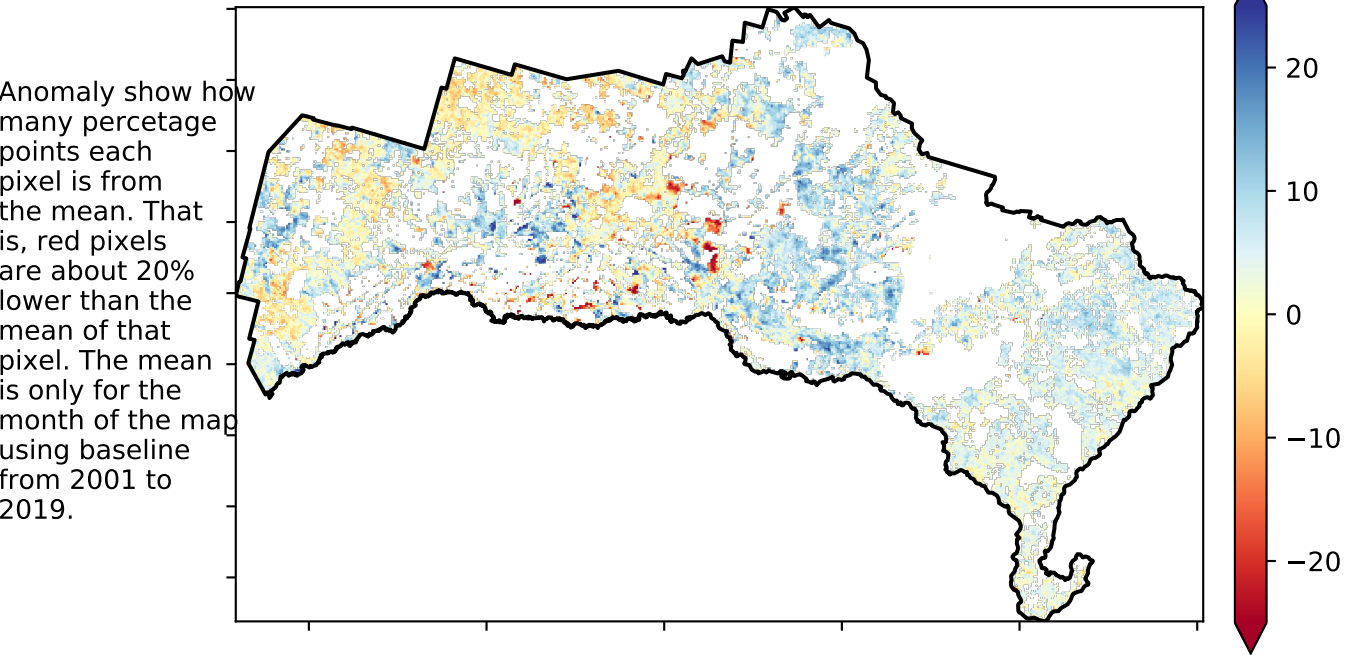 Anomaly show how
many percetage
points each
pixel is from
the mean. That
is, red pixels
are about 20%
lower than the
mean of that
pixel. The mean
is only for the
month of the map
using baseline
from 2001 to
2019.
20
10
0
−10
−20